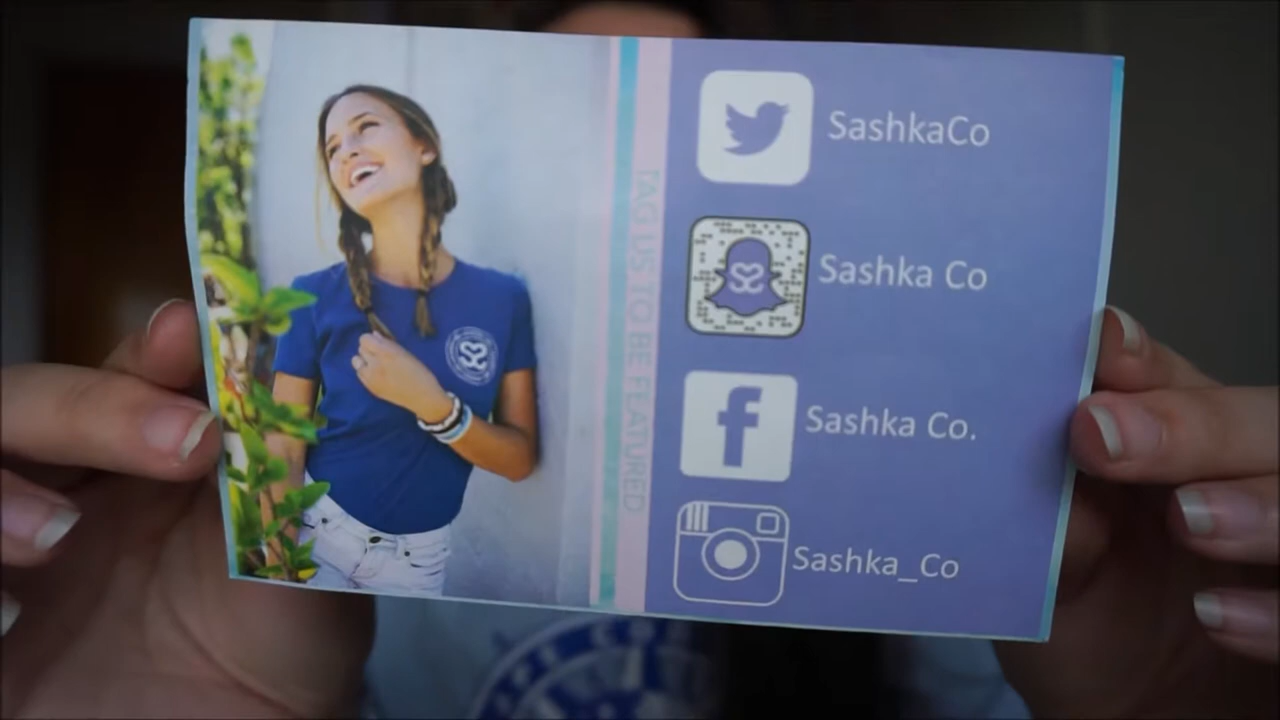 TAG US TO BE FEATURED
SashkaCo
Sashka Co
Sashka Co.
Sashka_Co